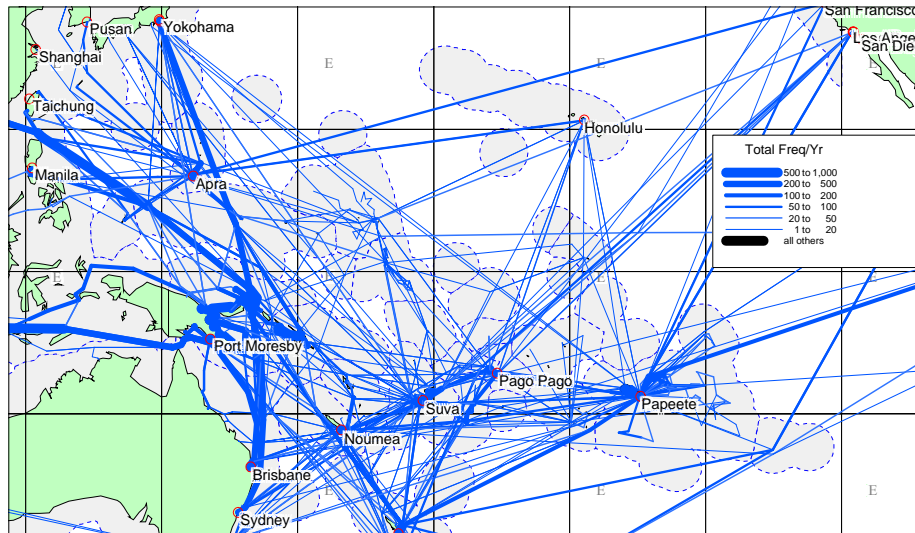 San Francisco
Pusan
Yokohama
Los Ange
San Die
Shanghai
E
E
E
Taichung
Honolulu
Total Freq/Yr
500 to 1,000
200 to 500
100 to 200
50 to 100
20 to 50
1 to 20
all others
Manila
Apra
E
E
E
Port Moresby
Pago Pago
Suva
Papeete
Noumea
Brisbane
E
E
E
Sydney